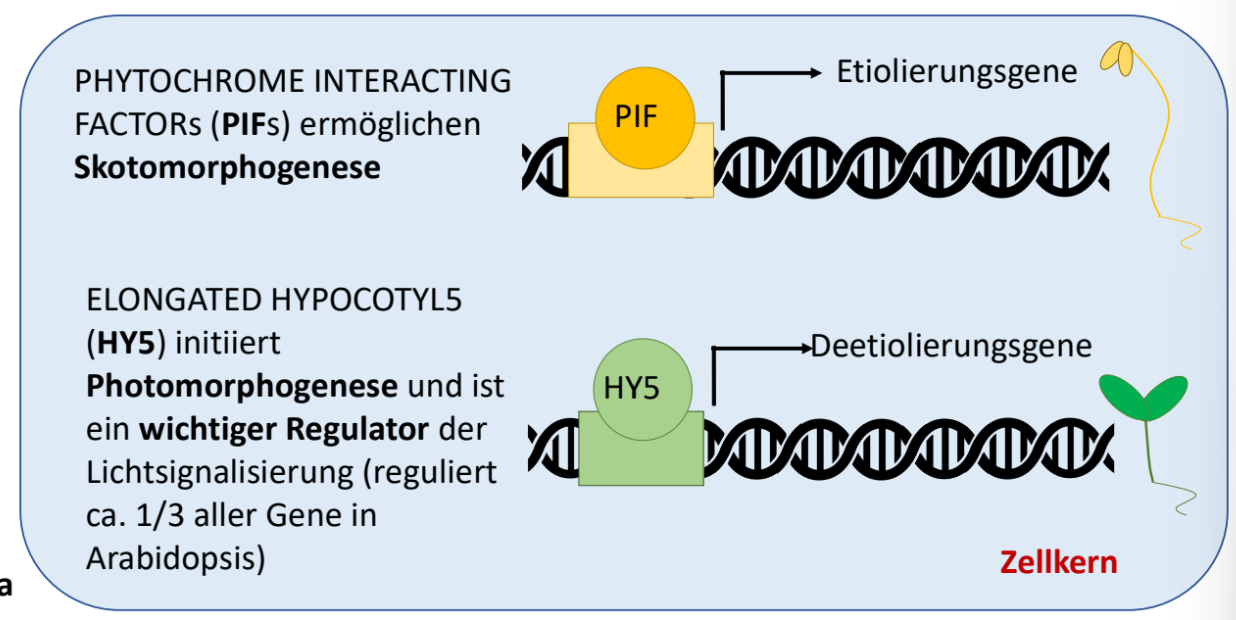 PHYTOCHROME INTERACTING
FACTORs (PIFs) ermöglichen
Skotomorphogenese
PIF
Etiolierungsgene
ELONGATED HYPOCOTYL5
(HY5) initiiert
Photomorphogenese und ist
ein wichtiger Regulator der
Lichtsignalisierung (reguliert
ca. 1/3 aller Gene in
Arabidopsis)
HY5
Deetiolierungsgene
Zellkern
a